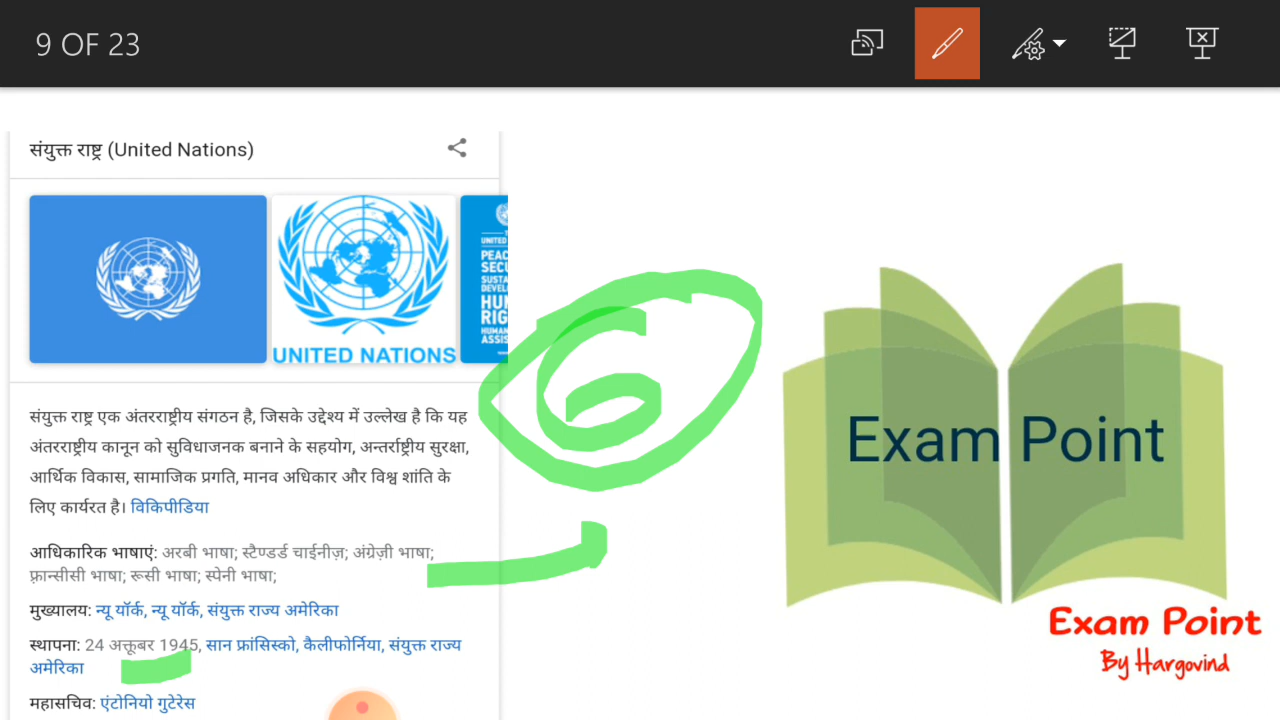 9 OF 23
संयुक्त राष्ट्र (United Nations)
UNITED NATIONS
UNITED
HUM
संयुक्त राष्ट्र एक अंतरराष्ट्रीय संगठन है, जिसके उद्देश्य में उल्लेख है कि यह
अंतरराष्ट्रीय कानून को सुविधाजनक बनाने के सहयोग, अन्तर्राष्ट्रीय सुरक्षा,
आर्थिक विकास, सामाजिक प्रगति, मानव अधिकार और विश्व शांति के
लिए कार्यरत है। विकिपीडिया
आधिकारिक भाषाएं: अरबी भाषा; स्टैण्डर्ड चाईनीज़; अंग्रेज़ी भाषा;
फ़्रान्सीसी भाषा; रूसी भाषा; स्पेनी भाषा;
मुख्यालय: न्यू यॉर्क, न्यू यॉर्क, संयुक्त राज्य अमेरिका
स्थापना: 24 अक्तूबर 1945, सान फ्रांसिस्को, कैलीफोर्निया, संयुक्त राज्य
अमेरिका
महासचिव: एंटोनियो गुटेरेस
6
Exam Point
Exam Point
By Hargovind